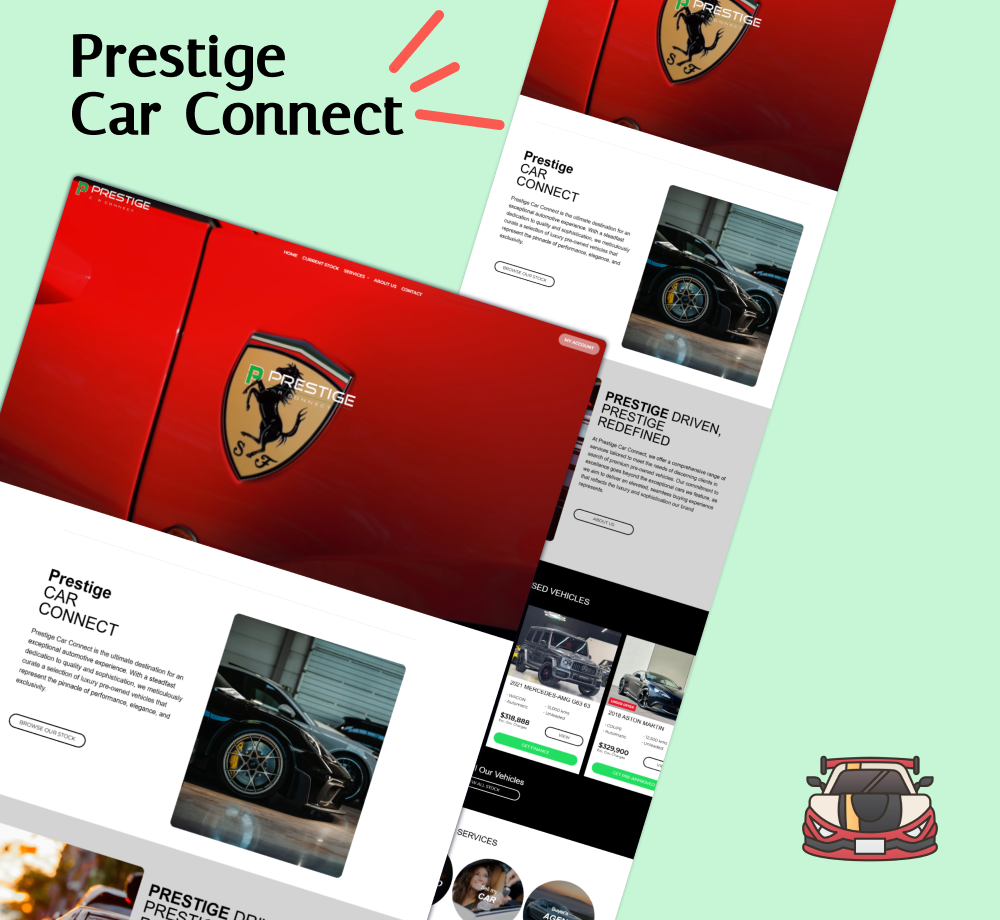 Prestige
Car Connect
PRESTIGE
CAR CONNECT
HOME CURRENT STOCK SERVICES ABOUT US CONTACT
MY ACCOUNT
PRESTIGE
CONNECT
S F
Prestige
CAR
CONNECT
Prestige Car Connect is the ultimate destination for an
exceptional automotive experience. With a steadfast
dedication to quality and sophistication, we meticulously
curate a selection of luxury pre-owned vehicles that
represent the pinnacle of performance, elegance, and
exclusivity.
BROWSE OUR STOCK
PRESTIGE
PRESTIGE
CONNECT
S F
Prestige
CAR
CONNECT
Prestige Car Connect is the ultimate destination for an
exceptional automotive experience. With a steadfast
dedication to quality and sophistication, we meticulously
curate a selection of luxury pre-owned vehicles that
represent the pinnacle of performance, elegance, and
exclusivity.
BROWSE OUR STOCK
PRESTIGE DRIVEN,
PRESTIGE
REDEFINED
At Prestige Car Connect, we offer a comprehensive range of
services tailored to meet the needs of discerning clients in
search of premium pre-owned vehicles. Our commitment to
excellence goes beyond the exceptional cars we feature, as
we aim to deliver an elevated, seamless buying experience
that reflects the luxury and sophistication our brand
represents.
ABOUT US
SED VEHICLES
2021 MERCEDES-AMG G63 63
- WAGON
- Automatic
- Unleaded
$318,888
VIEW
GET FINANCE
UNDER OFFER
2018 ASTON MARTIN
- COUPE
- Automatic
- Unleaded
$329,900
GET PRE-APPROVED
Our Vehicles
ALL STOCK
SERVICES
CAR